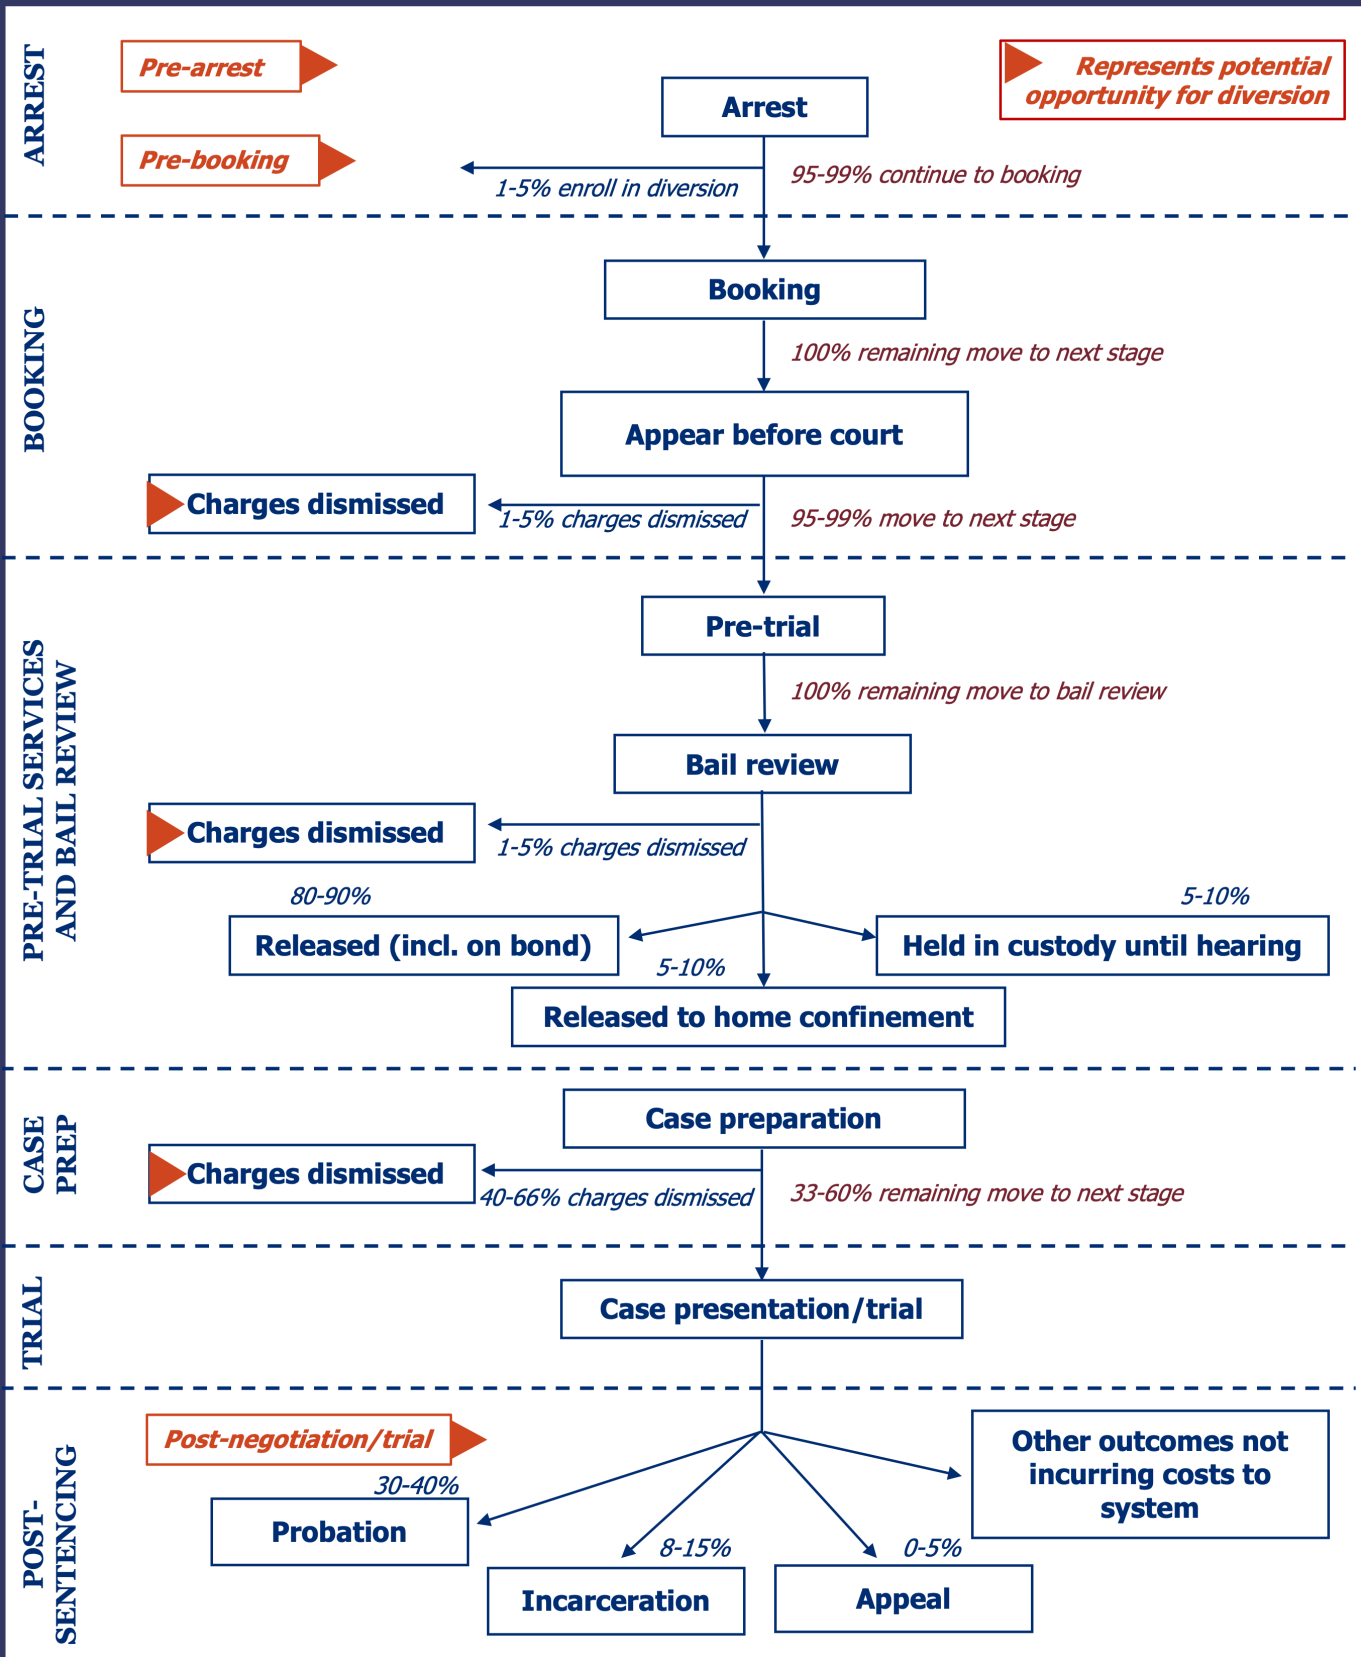 ARREST
Pre-arrest
Represents potential
opportunity for diversion
Arrest
Pre-booking
1-5% enroll in diversion
95-99% continue to booking
BOOKING
Booking
100% remaining move to next stage
Appear before court
Charges dismissed
1-5% charges dismissed
95-99% move to next stage
PRE-TRIAL SERVICES
AND BAIL REVIEW
Pre-trial
100% remaining move to bail review
Bail review
Charges dismissed
1-5% charges dismissed
80-90%
Released (incl. on bond)
5-10%
Held in custody until hearing
5-10%
Released to home confinement
CASE
PREP
Case preparation
Charges dismissed
40-66% charges dismissed
33-60% remaining move to next stage
TRIAL
Case presentation/trial
POST-
SENTENCING
Post-negotiation/trial
30-40%
Probation
8-15%
Incarceration
0-5%
Appeal
Other outcomes not
incurring costs to
system